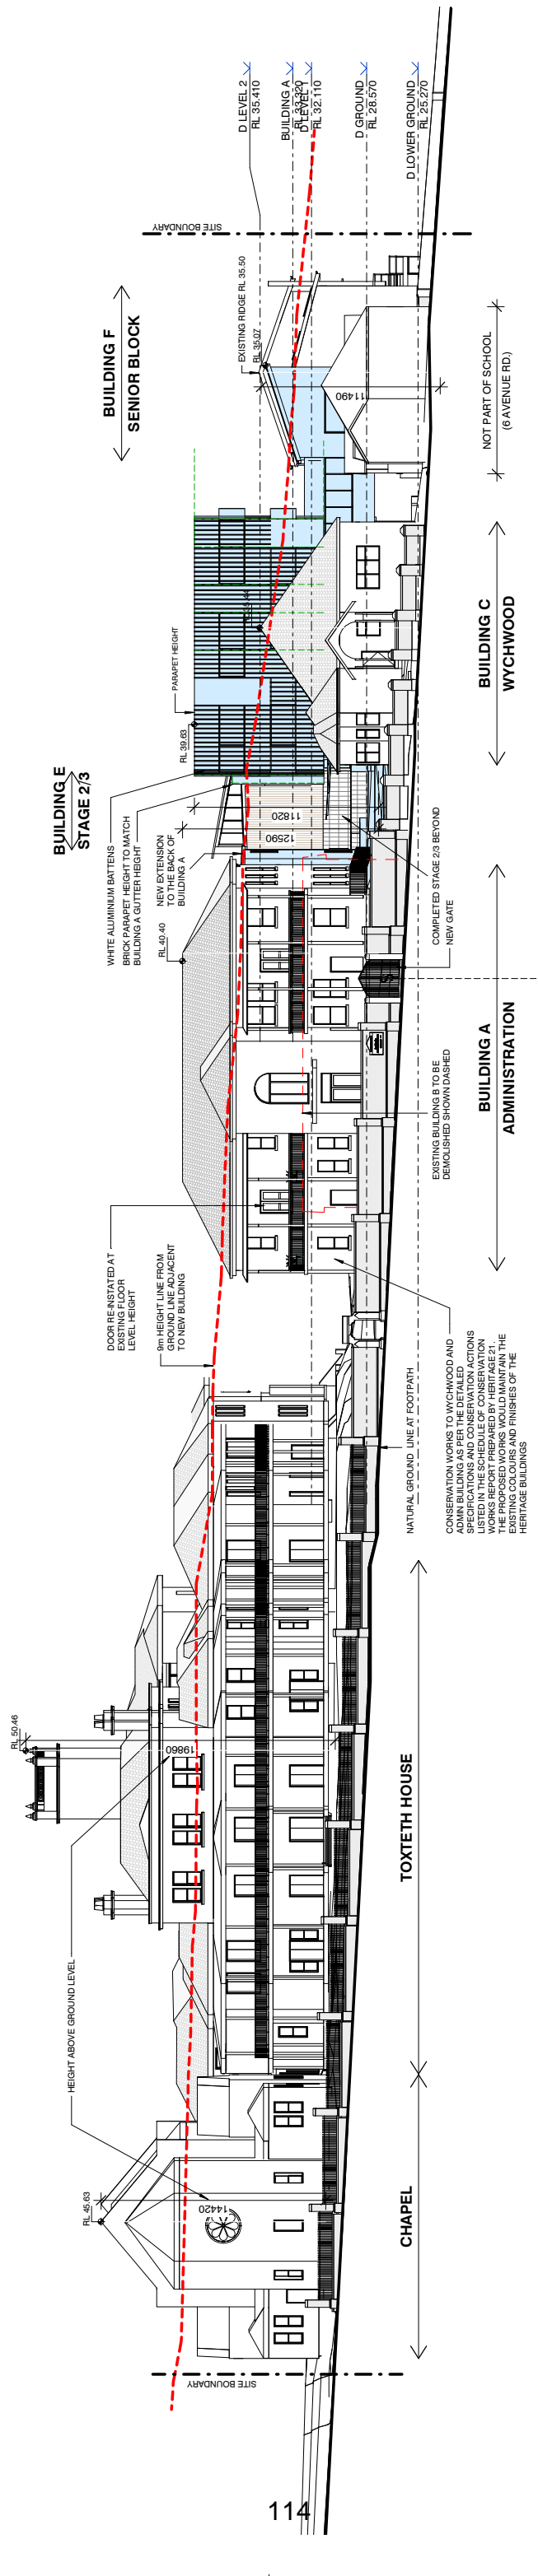 D LEVEL 2
RL 35.410
BUILDING A
RL 33.320
D LEVEL 1
RL 32.110
D GROUND
RL 28.570
D LOWER GROUND
RL 25.270
SITE BOUNDARY
BUILDING F
SENIOR BLOCK
EXISTING RIDGE RL 35.50
RL 35.07
11490
NOT PART OF SCHOOL
(6 AVENUE RD.)
PARAPET HEIGHT
RL 39.63
BUILDING C
WYCHWOOD
BUILDING E
STAGE 2/3
WHITE ALUMINIUM BATTENS
BRICK PARAPET HEIGHT TO MATCH
BUILDING A GUTTER HEIGHT
NEW EXTENSION
TO THE BACK OF
BUILDING A
RL 40.40
11820
12590
COMPLETED STAGE 2/3 BEYOND
NEW GATE
BUILDING A
ADMINISTRATION
EXISTING BUILDING B TO BE
DEMOLISHED SHOWN DASHED
DOOR RE-INSTATED AT
EXISTING FLOOR
LEVEL HEIGHT
9m HEIGHT LINE FROM
GROUND LINE ADJACENT
TO NEW BUILDING
NATURAL GROUND LINE AT FOOTPATH
CONSERVATION WORKS TO WYCHWOOD AND
ADMIN BUILDING AS PER THE DETAILED
SPECIFICATIONS AND CONSERVATION ACTIONS
LISTED IN THE SCHEDULE OF CONSERVATION
WORKS REPORT PREPARED BY HERITAGE 21.
THE PROPOSED WORKS WOULD MAINTAIN THE
EXISTING COLOURS AND FINISHES OF THE
HERITAGE BUILDINGS
RL 50.46
19860
TOXTETH HOUSE
HEIGHT ABOVE GROUND LEVEL
RL 45.63
14420
CHAPEL
SITE BOUNDARY
114